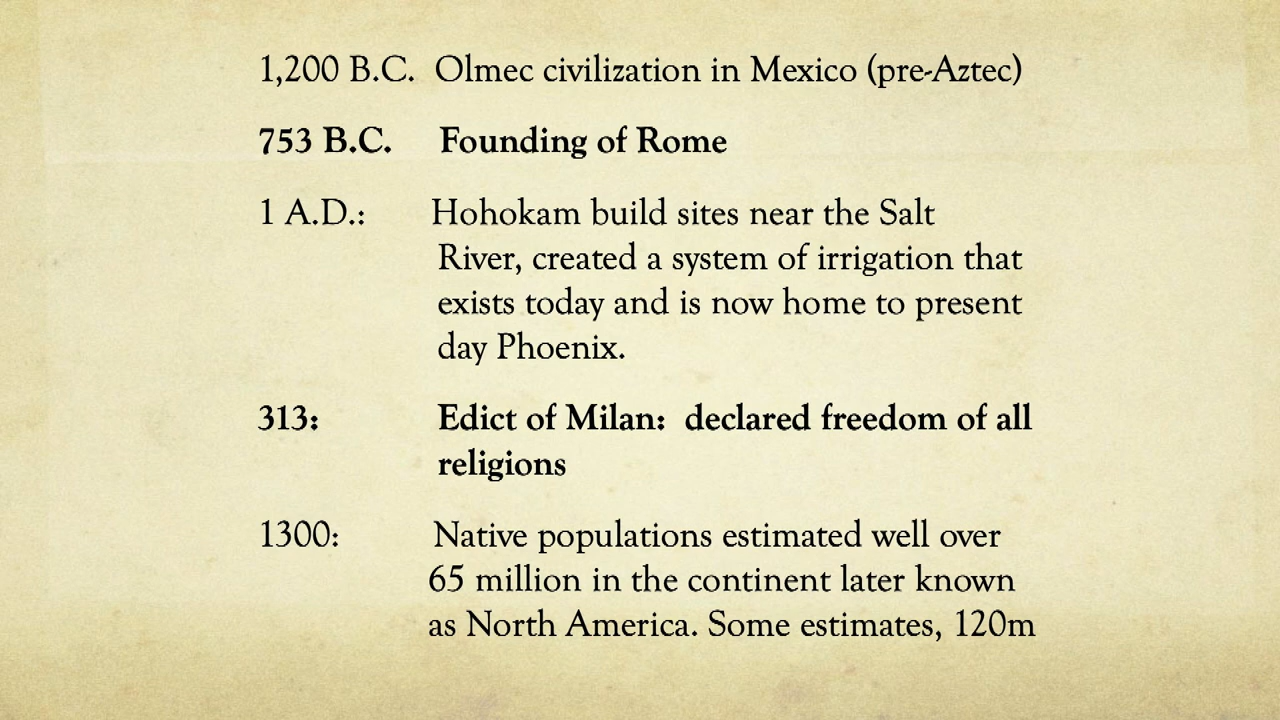 1,200 B.C. Olmec civilization in Mexico (pre-Aztec)
753 B.C. Founding of Rome
1 A.D.: Hohokam build sites near the Salt
River, created a system of irrigation that
exists today and is now home to present
day Phoenix.
313: Edict of Milan: declared freedom of all
religions
1300: Native populations estimated well over
65 million in the continent later known
as North America. Some estimates, 120m